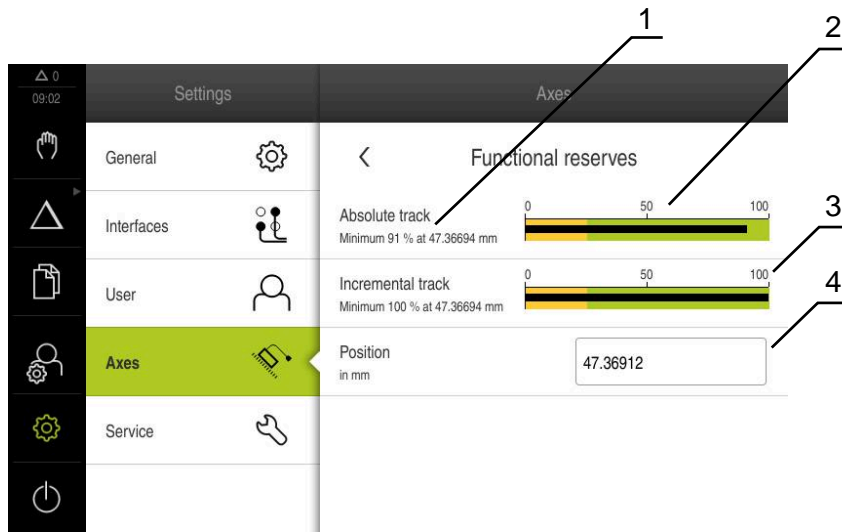 1
2
0
09:02
Settings
Axes
General
Functional reserves
Absolute track
Minimum 91 % at 47.36694 mm
0 50 100
3
Interfaces
Incremental track
Minimum 100 % at 47.36694 mm
0 50 100
4
User
Axes
Position
in mm
47.36912
Service